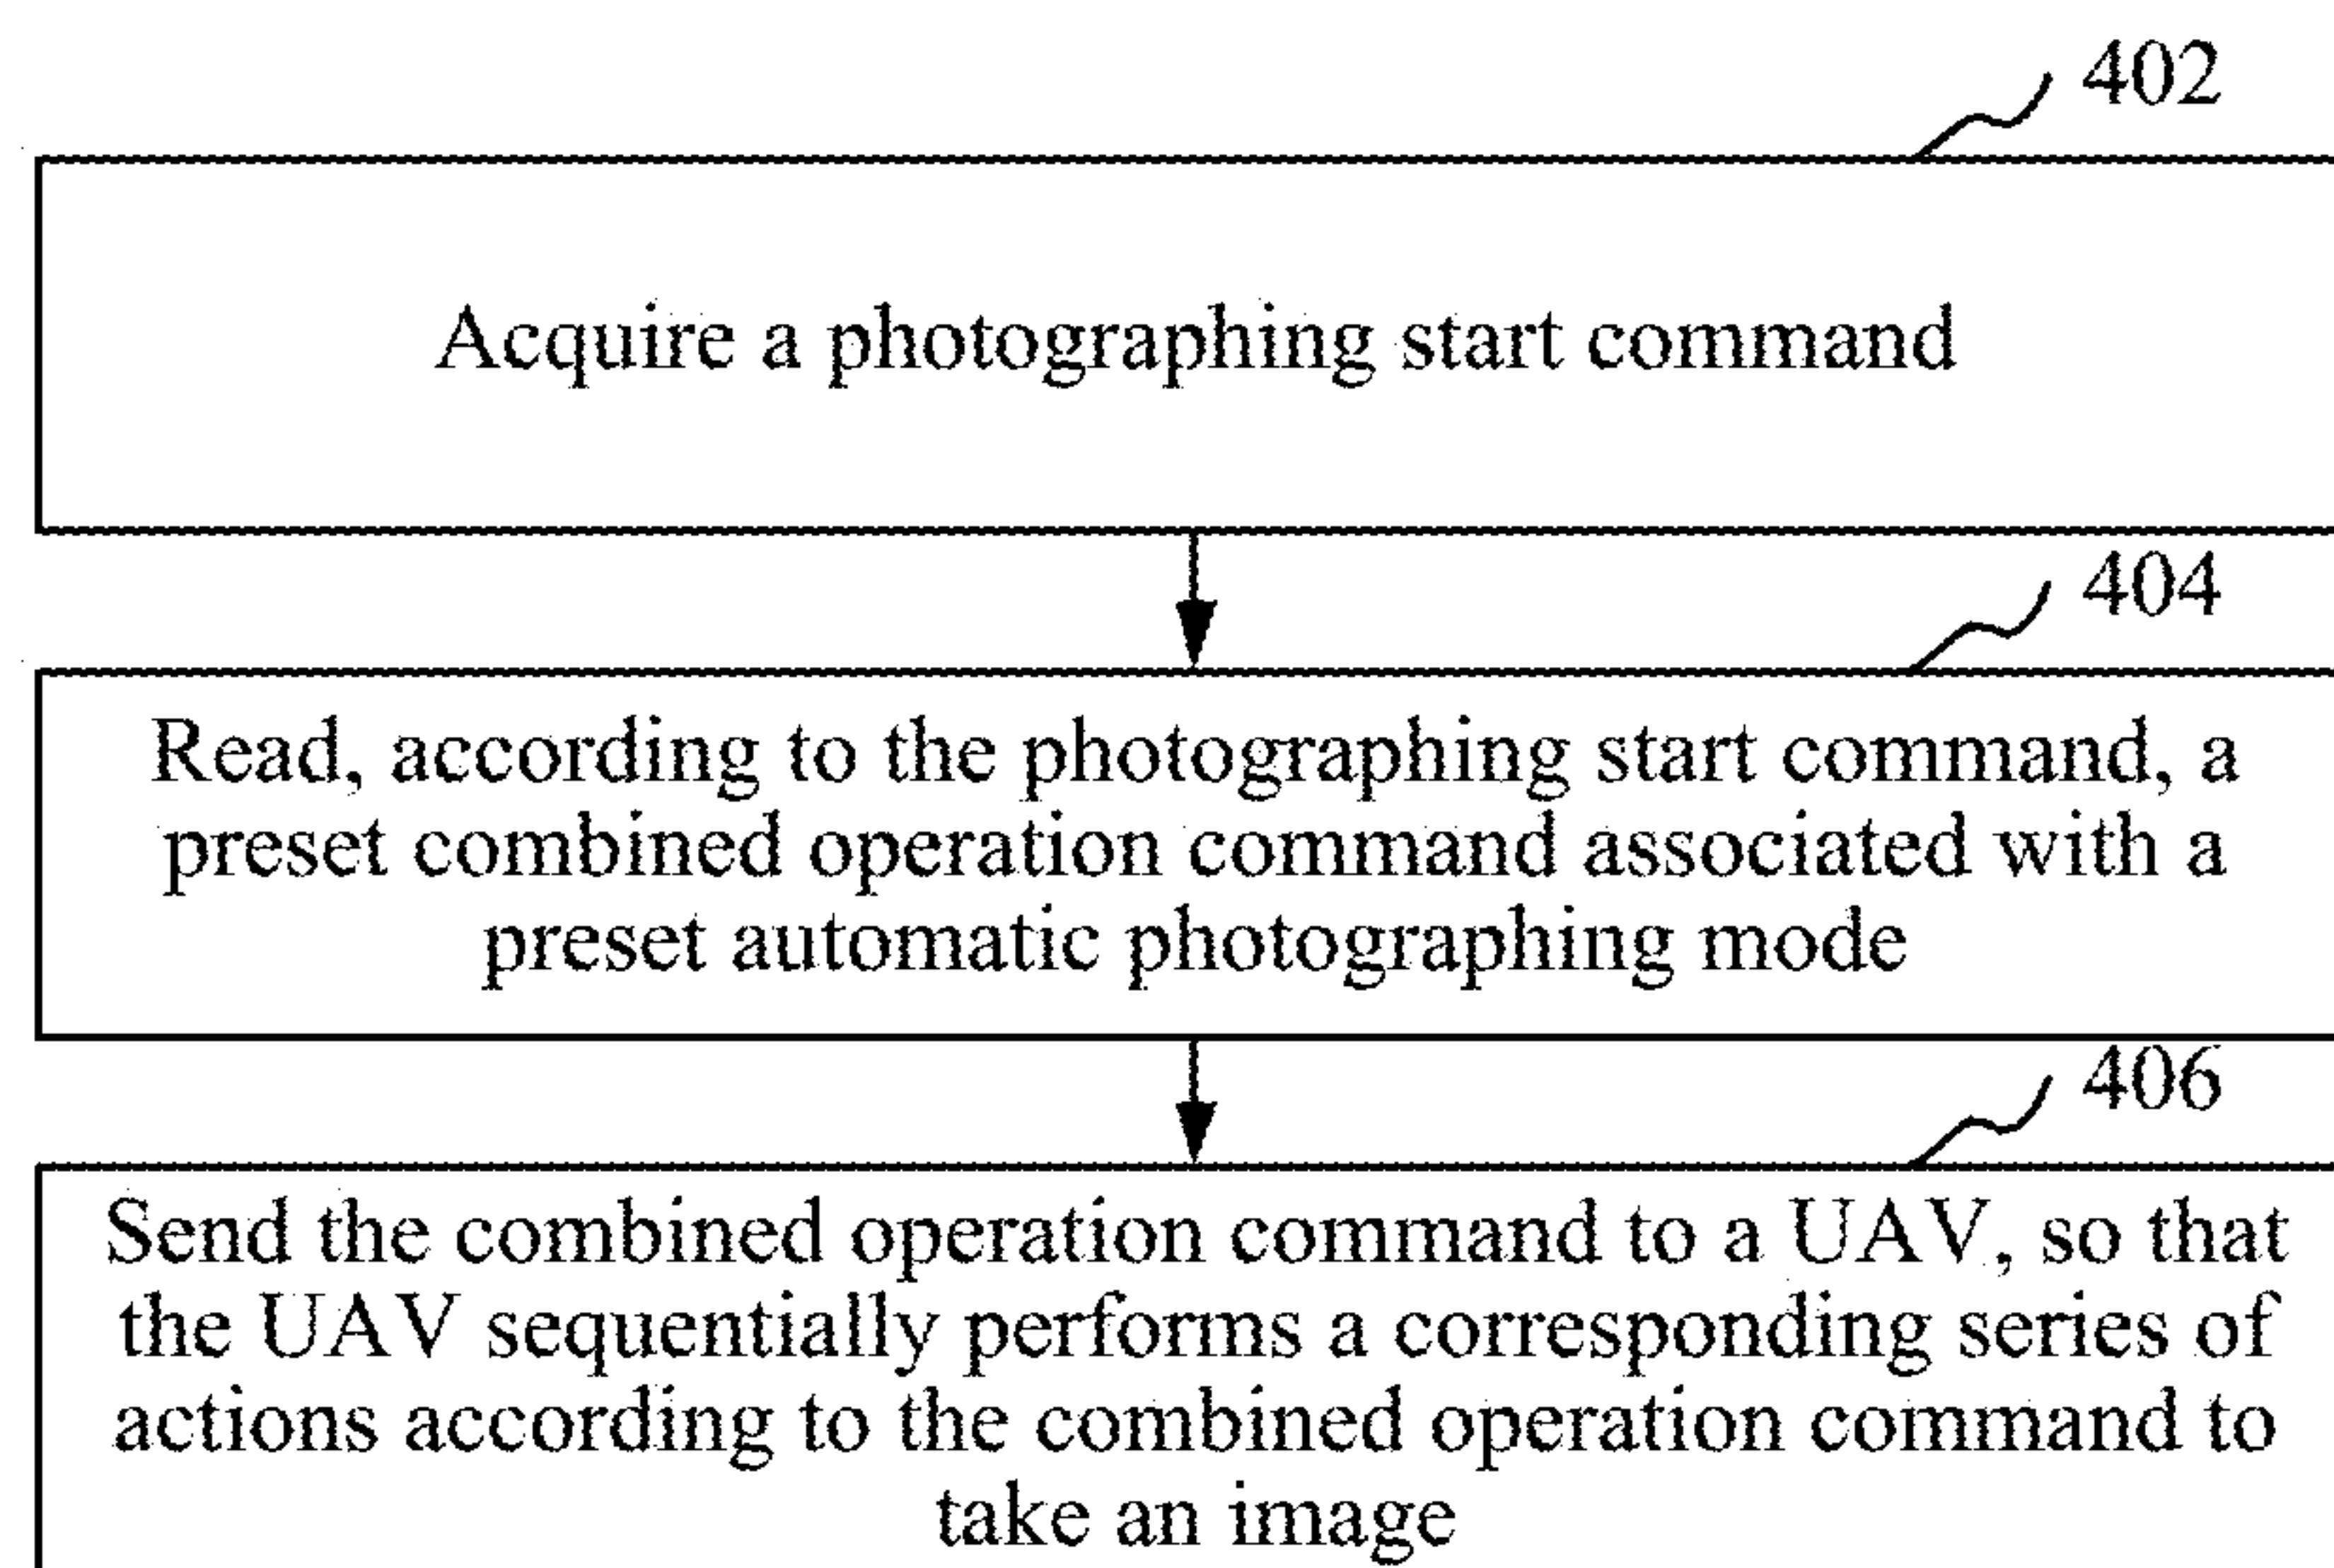 402
Acquire a photographing start command
404
Read, according to the photographing start command, a
preset combined operation command associated with a
preset automatic photographing mode
406
Send the combined operation command to a UAV, so that
the UAV sequentially performs a corresponding series of
actions according to the combined operation command to
take an image